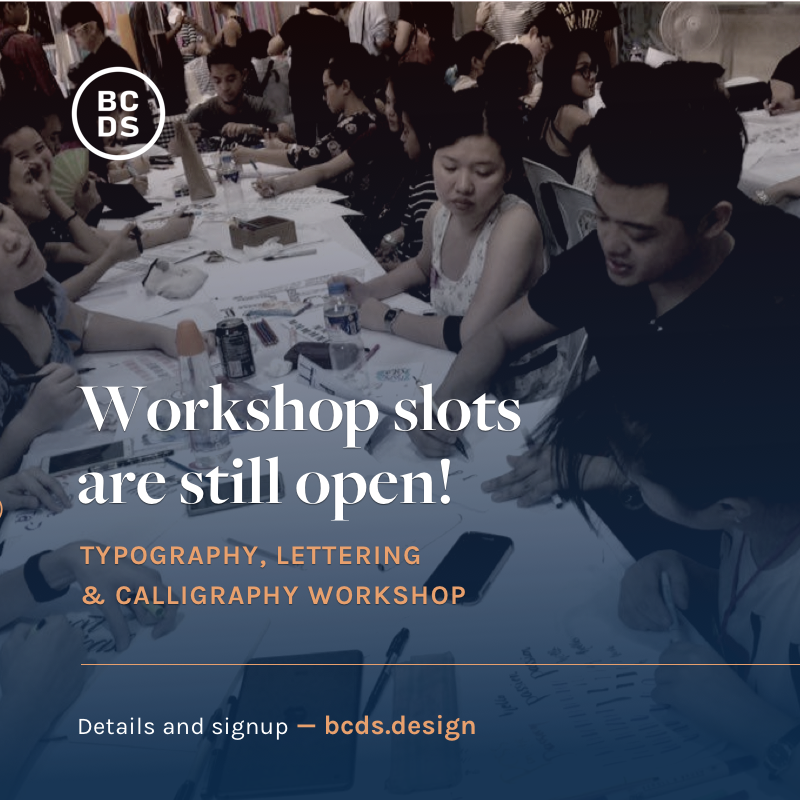 BC
DS
Workshop slots
are still open!
TYPOGRAPHY, LETTERING
& CALLIGRAPHY WORKSHOP
Details and signup — bcds.design